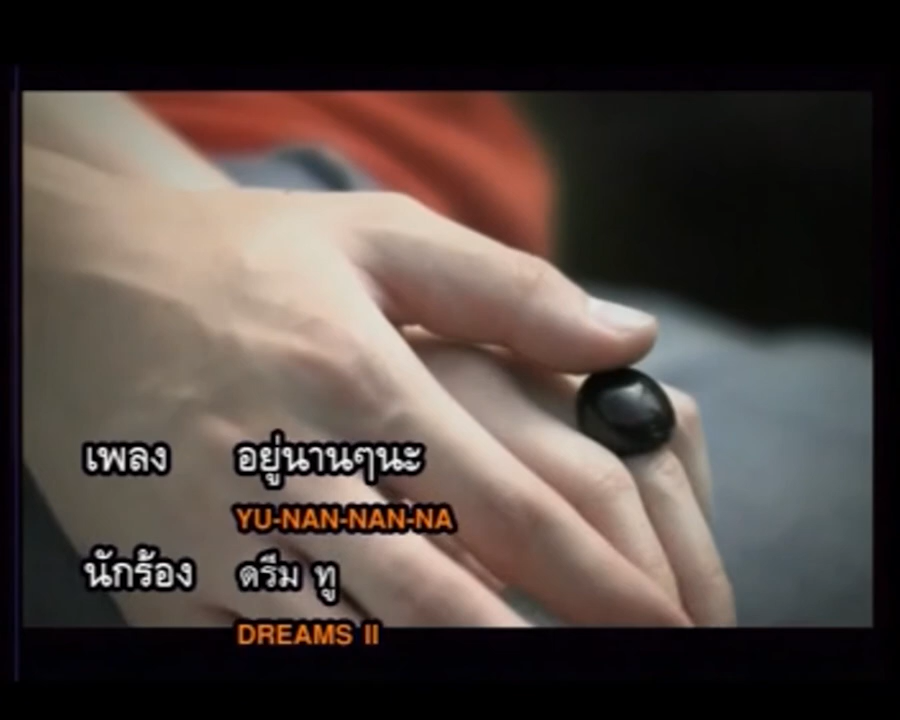 เพลง อยู่นานๆนะ
YU-NAN-NAN-NA
นักร้อง ดรีม ทู
DREAMS II